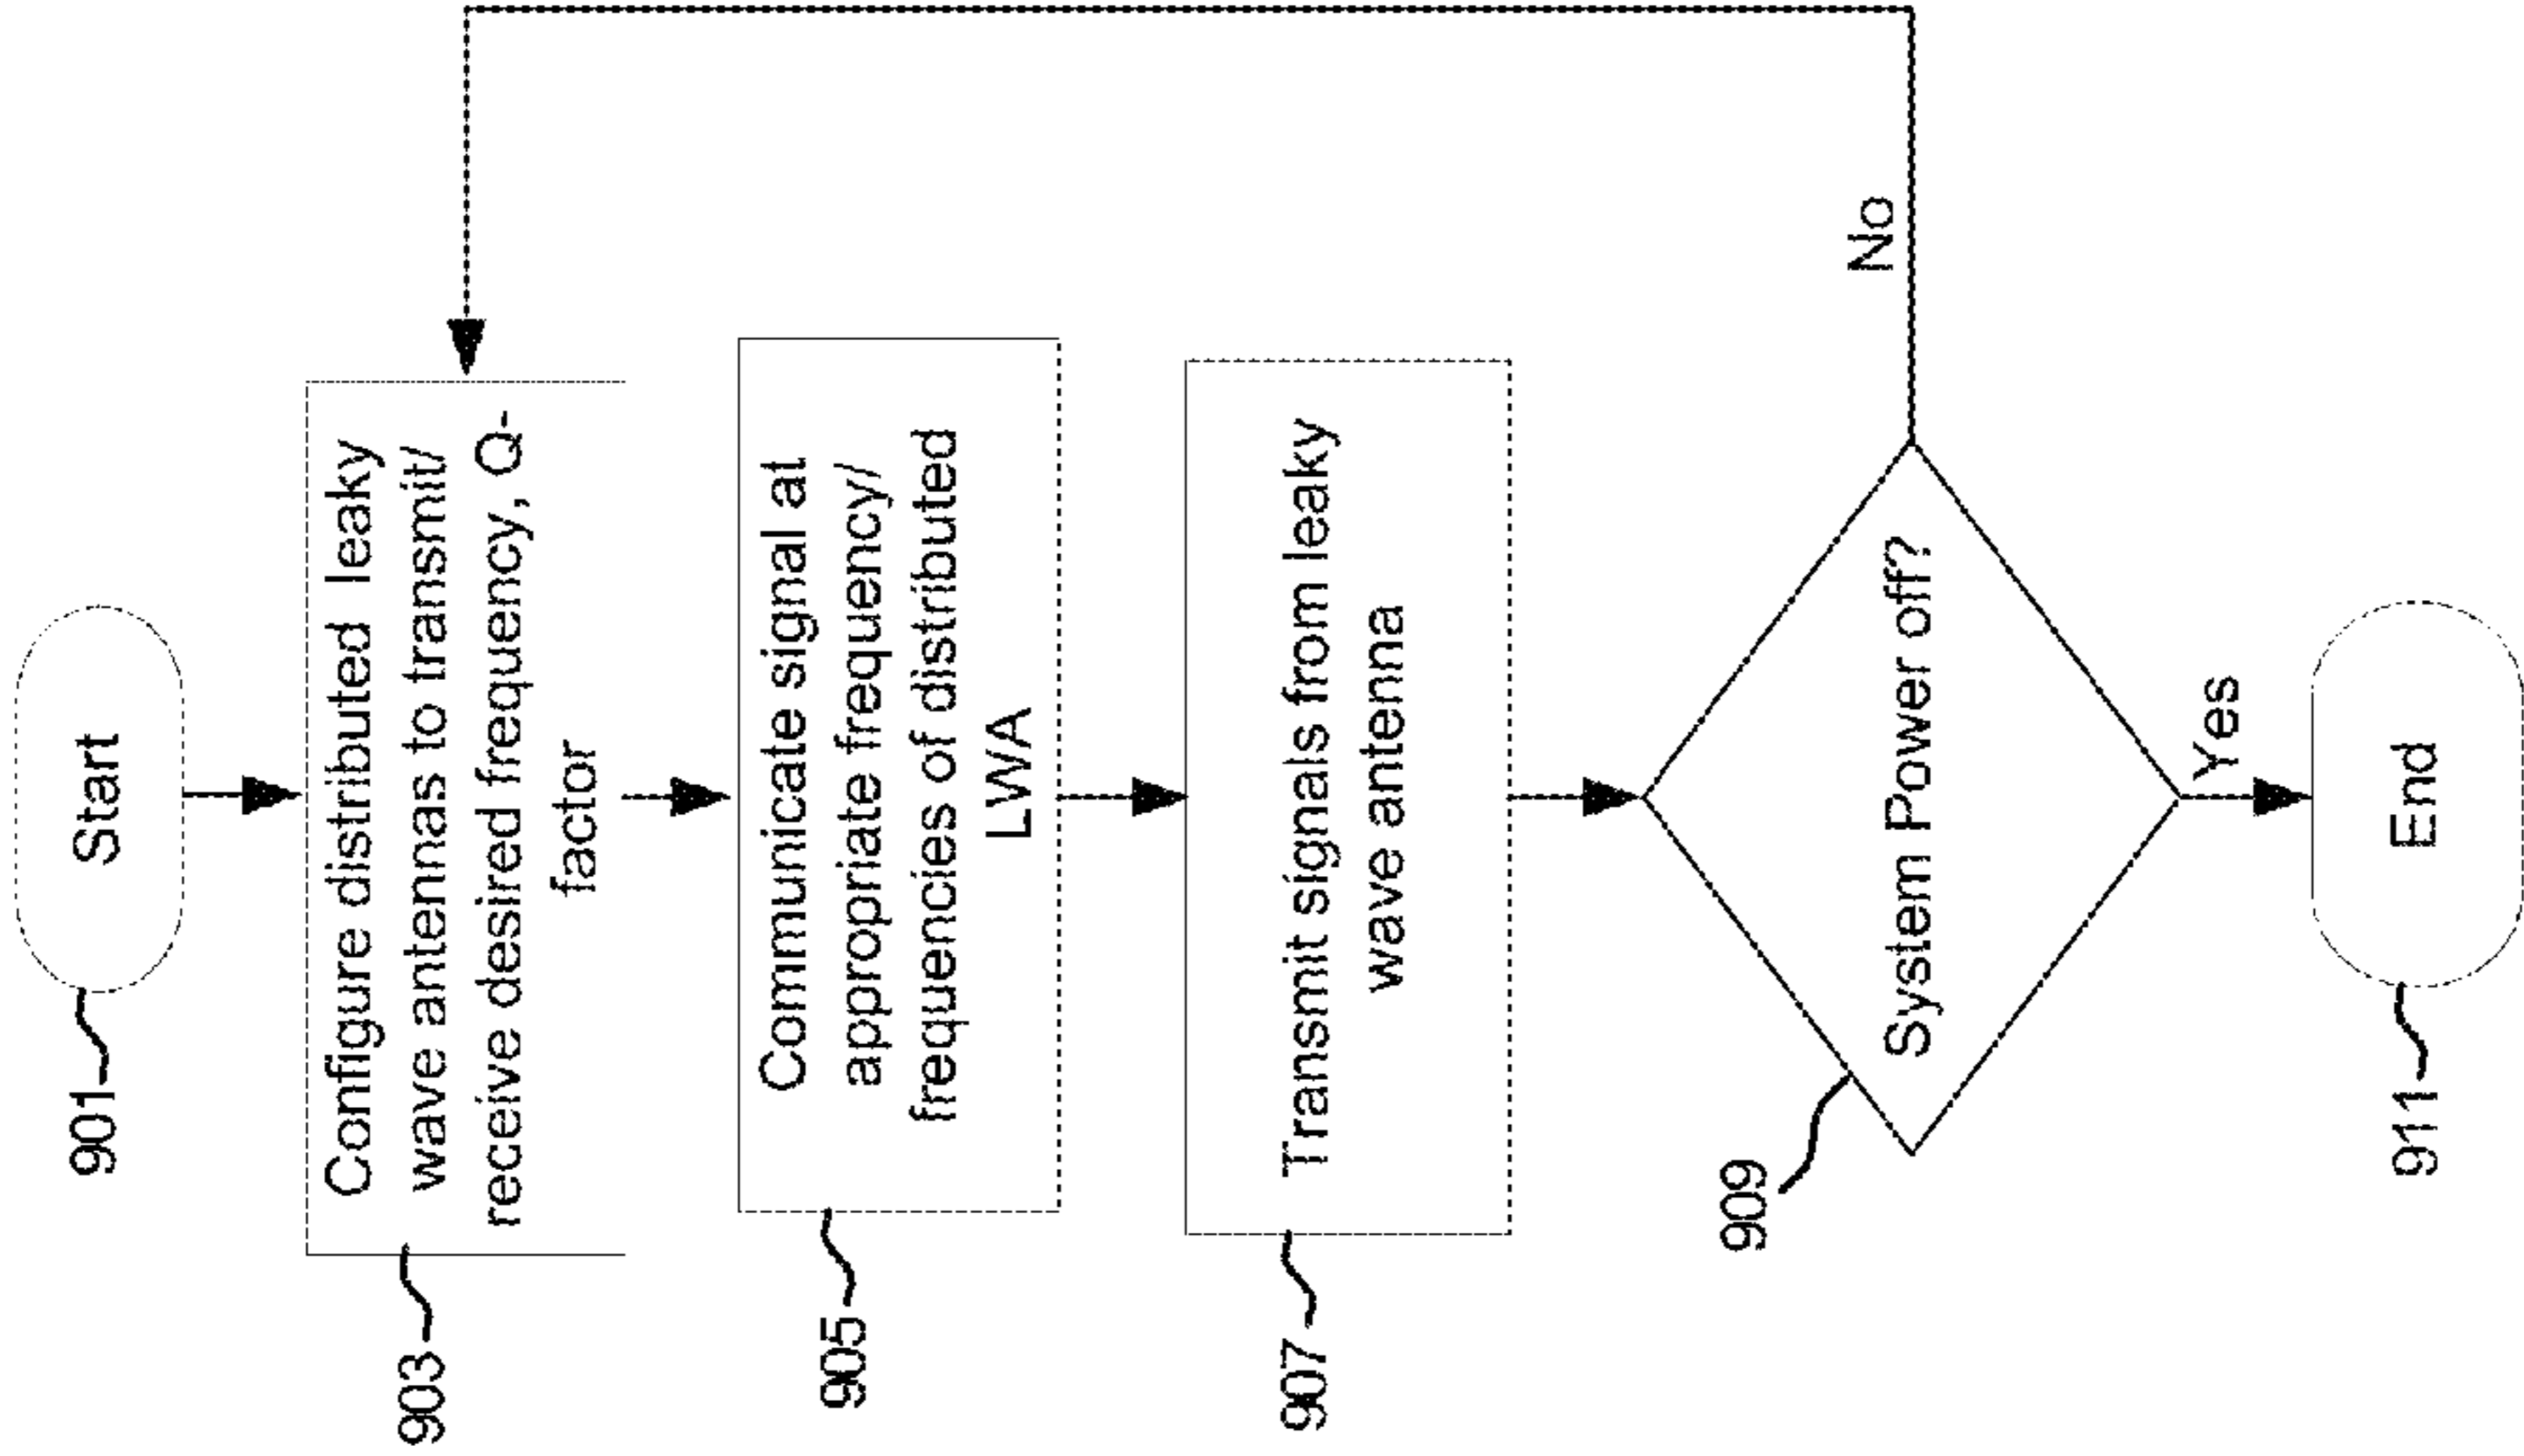 901
Start
903
Configure distributed leaky
wave antennas to transmit/
receive desired frequency, Q-
factor
905
Communicate signal at
appropriate frequency/
frequencies of distributed
LWA
907
Transmit signals from leaky
wave antenna
909
System Power off?
No
Yes
911
End